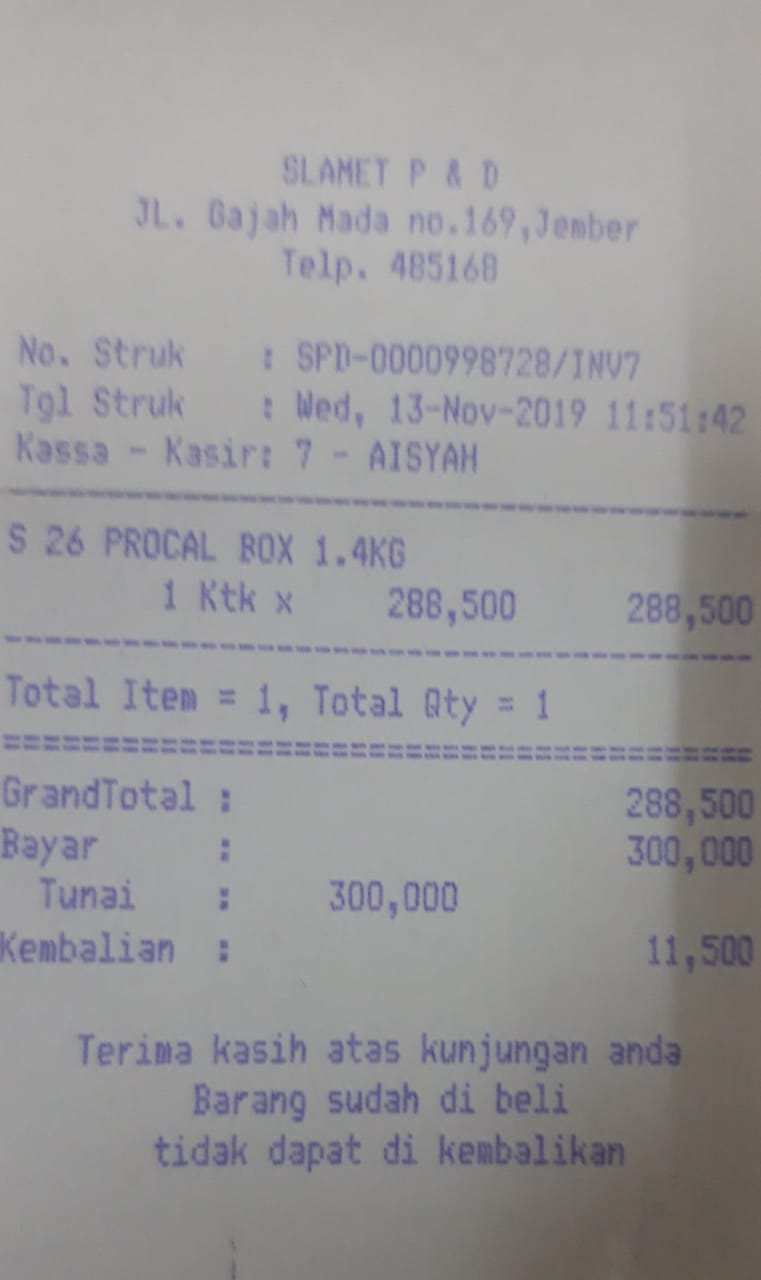 SLAMET P & D
JL. Gajah Mada no.169,Jember
Telp. 485168
No. Struk : SPD-0000998728/INV7
Tgl Struk : Wed, 13-Nov-2019 11:51:42
Kassa - Kasir: 7 - AISYAH
S 26 PROCAL BOX 1.4KG
1 Ktk x 288,500 288,500
Total Item = 1, Total Qty = 1
GrandTotal : 288,500
Bayar : 300,000
Tunai : 300,000
Kembalian : 11,500
Terima kasih atas kunjungan anda
Barang sudah di beli
tidak dapat di kembalikan